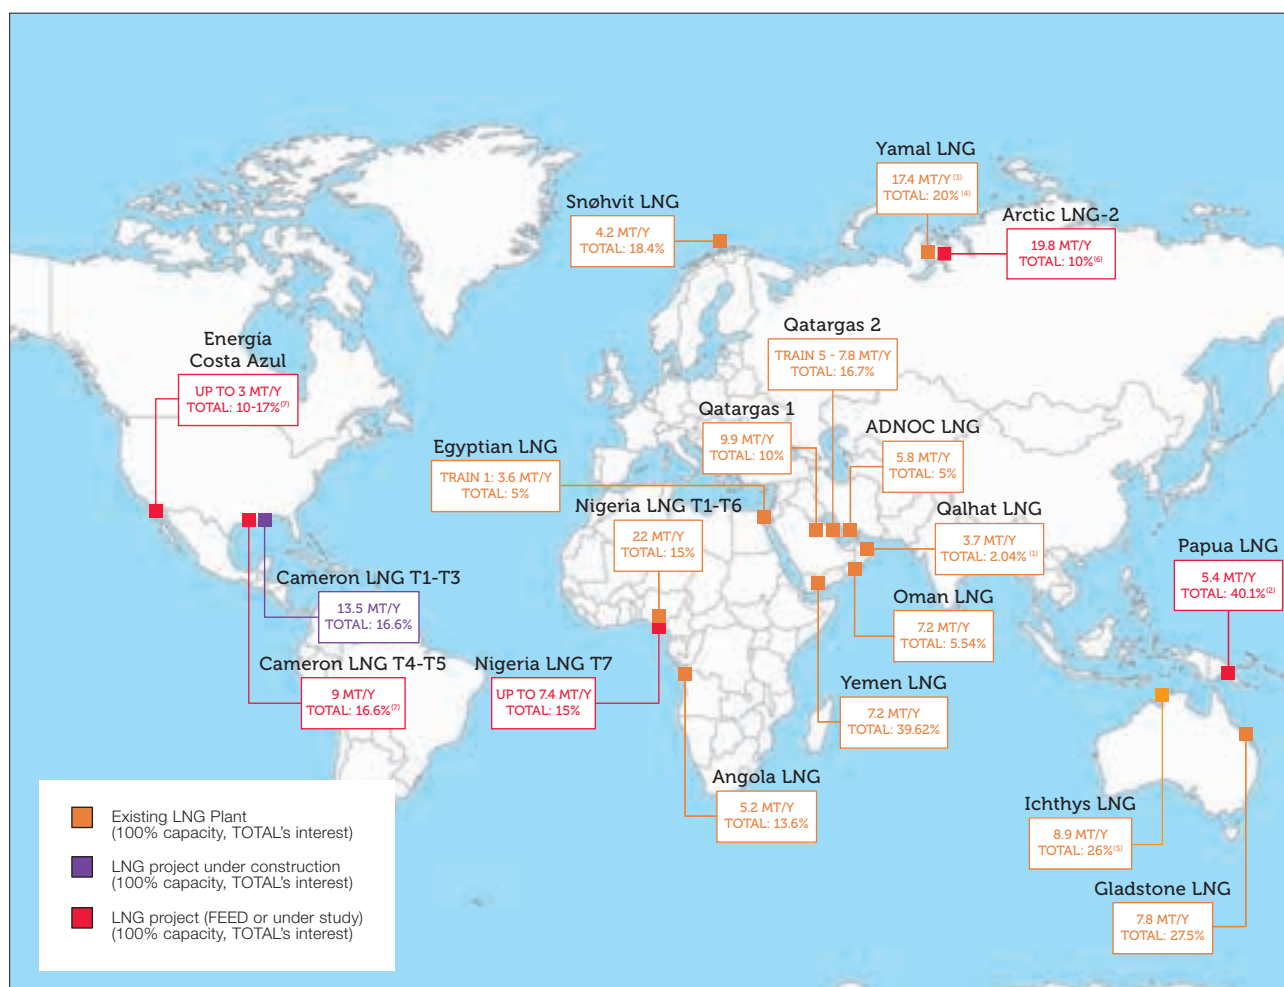 Yamal LNG
17.4 MT/Y (3)
TOTAL: 20% (4)
Snøhvit LNG
4.2 MT/Y
TOTAL: 18.4%
Arctic LNG-2
19.8 MT/Y
TOTAL: 10%(6)
Energía
Costa Azul
UP TO 3 MT/Y
TOTAL: 10-17%(7)
Qatargas 2
TRAIN 5 - 7.8 MT/Y
TOTAL: 16.7%
Qatargas 1
9.9 MT/Y
TOTAL: 10%
ADNOC LNG
5.8 MT/Y
TOTAL: 5%
Egyptian LNG
TRAIN 1: 3.6 MT/Y
TOTAL: 5%
Nigeria LNG T1-T6
22 MT/Y
TOTAL: 15%
Qalhat LNG
3.7 MT/Y
TOTAL: 2.04% (1)
Papua LNG
5.4 MT/Y
TOTAL: 40.1%(2)
Cameron LNG T1-T3
13.5 MT/Y
TOTAL: 16.6%
Oman LNG
7.2 MT/Y
TOTAL: 5.54%
Cameron LNG T4-T5
9 MT/Y
TOTAL: 16.6%(7)
Nigeria LNG T7
UP TO 7.4 MT/Y
TOTAL: 15%
Yemen LNG
7.2 MT/Y
TOTAL: 39.62%
Angola LNG
5.2 MT/Y
TOTAL: 13.6%
Ichthys LNG
8.9 MT/Y
TOTAL: 26%(5)
Gladstone LNG
7.8 MT/Y
TOTAL: 27.5%
Existing LNG Plant
(100% capacity, TOTAL's interest)
LNG project under construction
(100% capacity, TOTAL's interest)
LNG project (FEED or under study)
(100% capacity, TOTAL's interest)